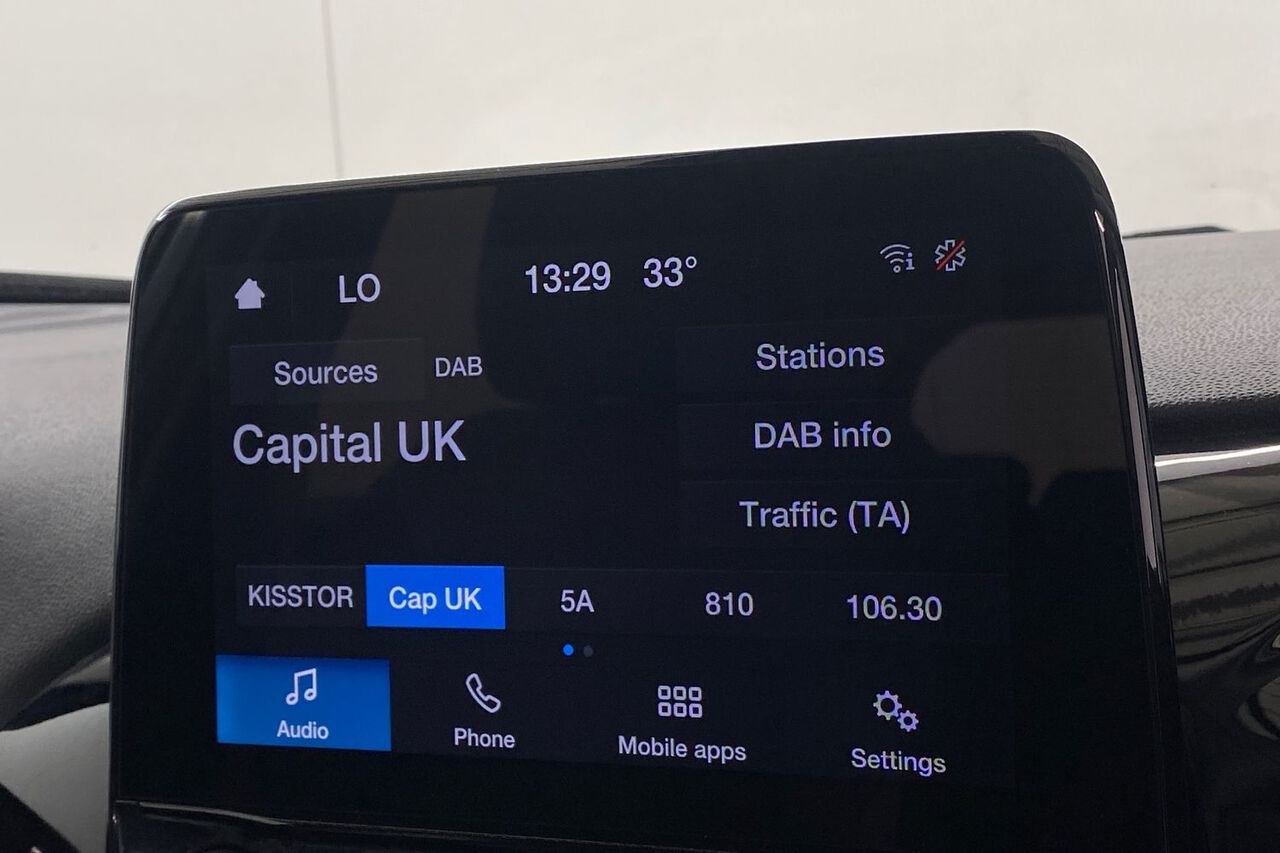 LO 13:29 33°
Sources DAB Stations
Capital UK DAB info
Traffic (TA)
KISSTOR Cap UK 5A 810 106.30
Audio Phone Mobile apps Settings